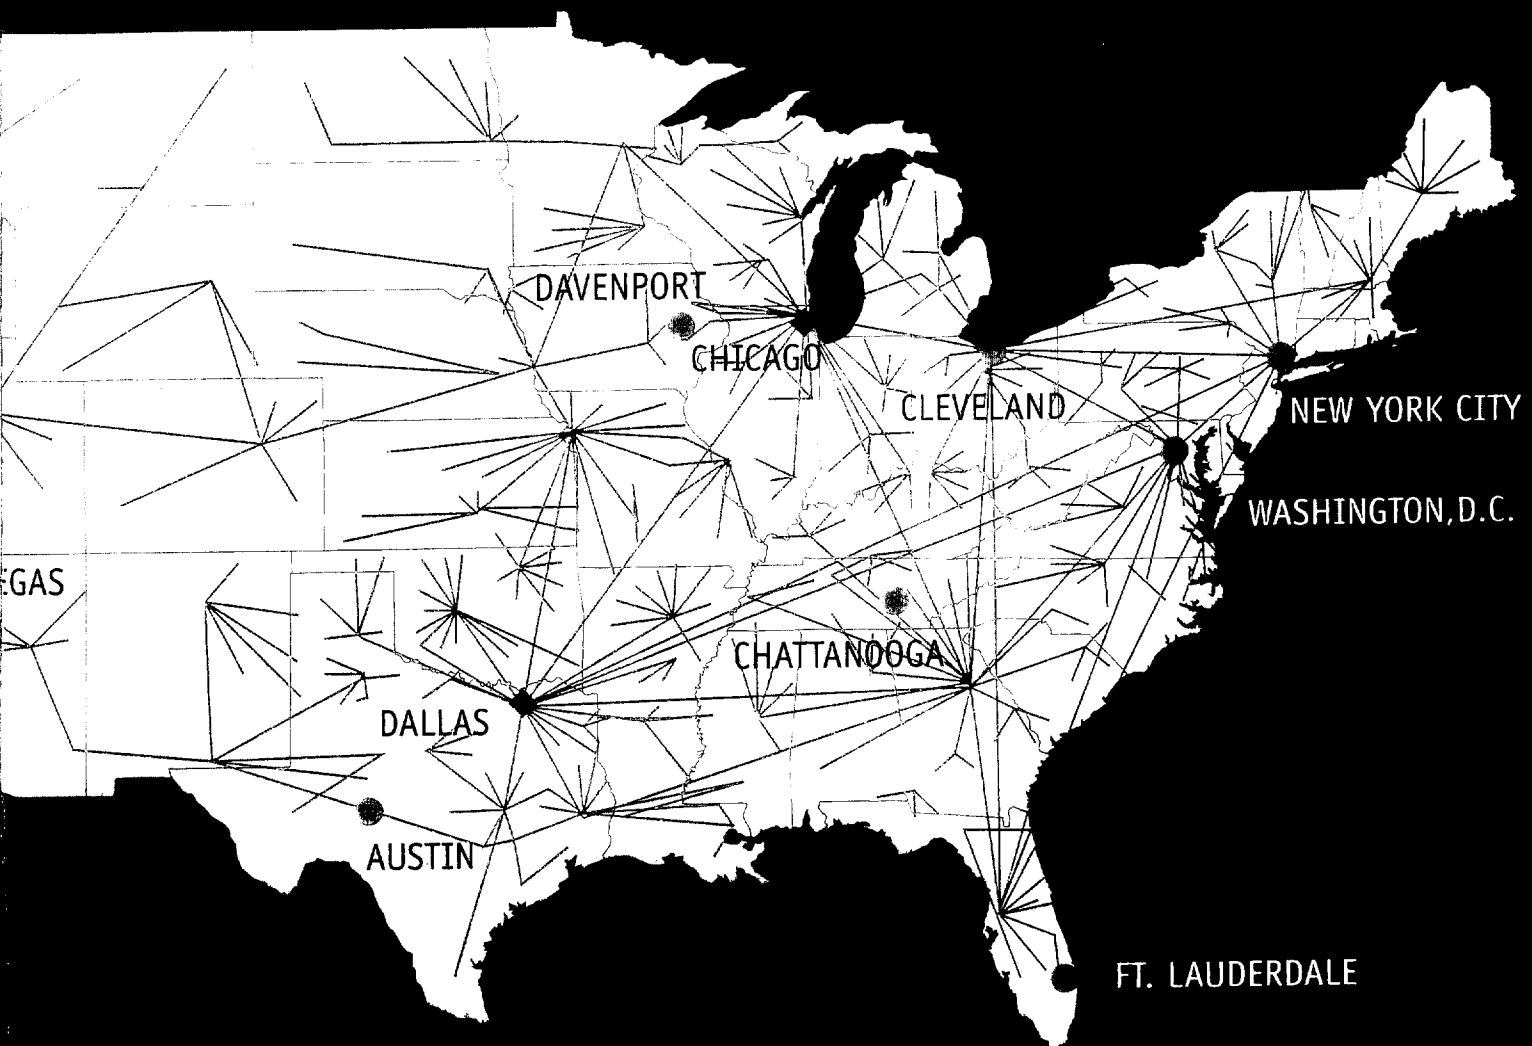 DAVENPORT
CHICAGO
CLEVELAND
NEW YORK CITY
WASHINGTON, D.C.
EGAS
CHATTANOOGA
DALLAS
AUSTIN
FT. LAUDERDALE